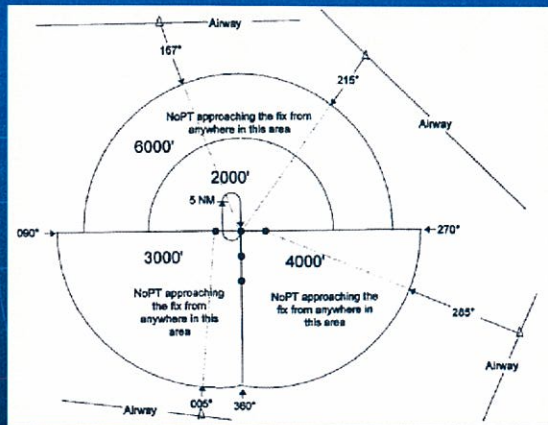 Airway
167°
215°
NoPT approaching the fix from
anywhere in this area
Airway
6000'
2000'
5 NM
090°
270°
3000'
4000'
NoPT approaching
the fix from
anywhere in this
area
NoPT approaching the
fix from anywhere in
this area
285°
Airway
005°
360°
Airway